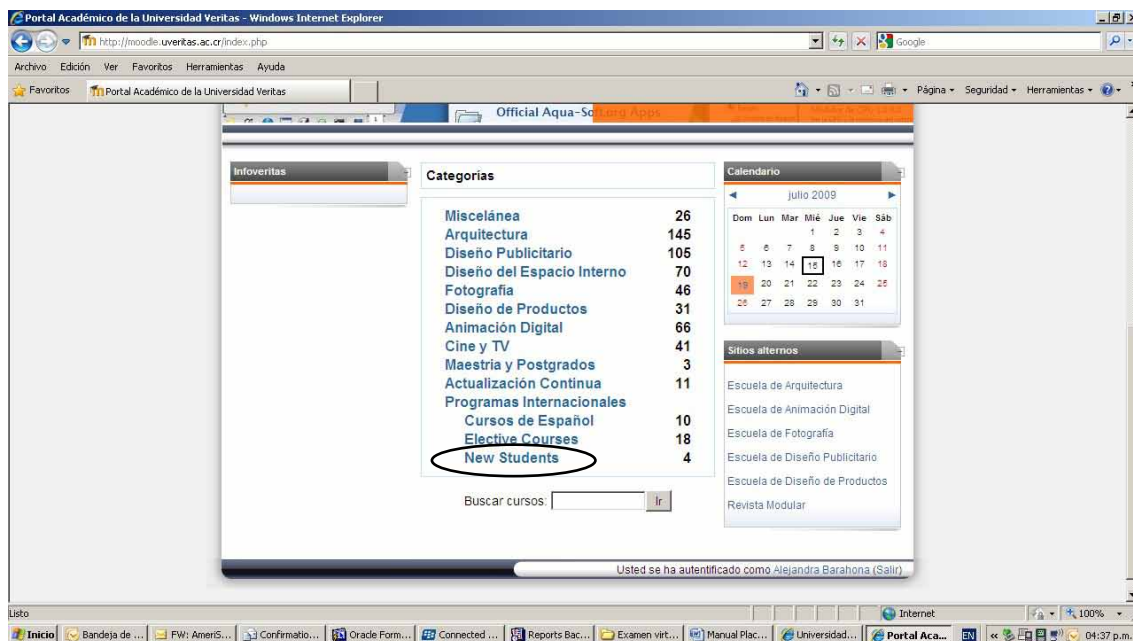 Portal Académico de la Universidad Veritas - Windows Internet Explorer
http://moodle.uveritas.ac.cr/index.php
Google
Archivo Edición Ver Favoritos Herramientas Ayuda
Favoritos
Portal Académico de la Universidad Veritas
Página Seguridad Herramientas
Official Aqua-Soft.org Apps
Infoveritas
Categorias
Miscelánea 26
Arquitectura 145
Diseño Publicitario 105
Diseño del Espacio Interno 70
Fotografía 46
Diseño de Productos 31
Animación Digital 66
Cine y TV 41
Maestria y Postgrados 3
Actualización Continua 11
Programas Internacionales
Cursos de Español 10
Elective Courses 18
New Students 4
Buscar cursos:
Ir
Calendario
julio 2009
Dom Lun Mar Mié Jue Vie Sáb
1 2 3 4
5 6 7 8 9 10 11
12 13 14 15 16 17 18
19 20 21 22 23 24 25
26 27 28 29 30 31
Sitios alternos
Escuela de Arquitectura
Escuela de Animación Digital
Escuela de Fotografía
Escuela de Diseño Publicitario
Escuela de Diseño de Productos
Revista Modular
Usted se ha autentificado como Alejandra Barahona (Salir)
Listo
Internet
100%
Inicio
Bandeja de ...
FW: AmeriS...
Confirmatio...
Oracle Form...
Connected ...
Reports Bac...
Examen virt...
Manual Plac...
Universidad...
Portal Aca...
EN
04:37 p.m.